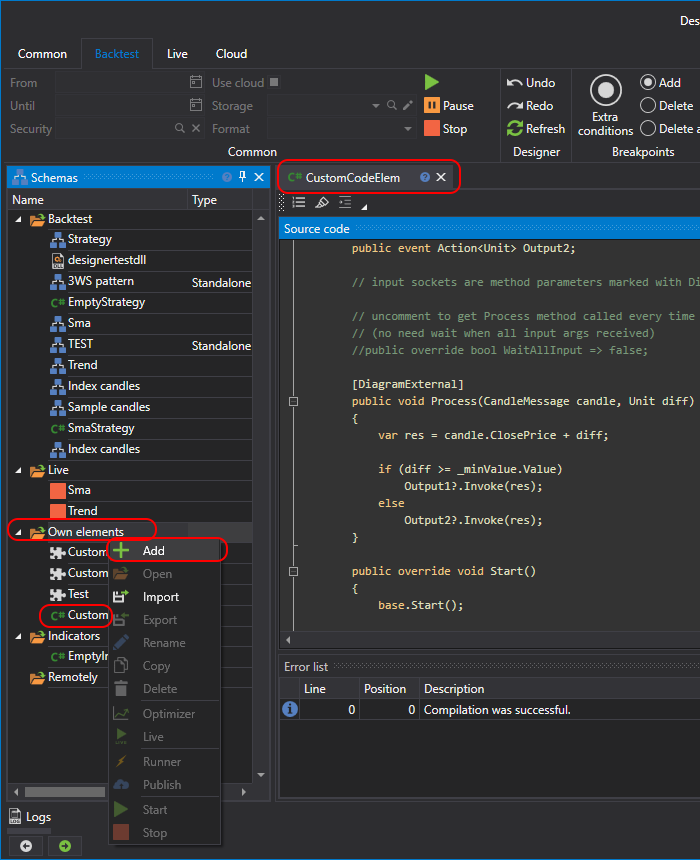 Des
Common Backtest Live Cloud
From Use cloud
Until Storage
Security Format
Pause
Stop
Common
Undo
Redo
Refresh
Designer
Extra
conditions
Add
Delete
Delete a
Breakpoints
Schemas
Name Type
Backtest
Strategy
designertestdll
3WS pattern Standalone
C# EmptyStrategy
Sma
TEST Standalone
Trend
Index candles
Sample candles
C# SmaStrategy
Index candles
Live
Sma
Trend
Own elements
Custom
Custom
Test
C# Custom
Indicators
C# EmptyIn
Remotely
Add
Open
Import
Export
Rename
Copy
Delete
Optimizer
Live
Runner
Publish
Start
Stop
C# CustomCodeElem
Source code
public event Action<Unit> Output2;
// input sockets are method parameters marked with Di
// uncomment to get Process method called every time
// (no need wait when all input args received)
//public override bool WaitAllInput => false;
[DiagramExternal]
public void Process(CandleMessage candle, Unit diff)
{
var res = candle.ClosePrice + diff;
if (diff >= _minValue.Value)
Output1?.Invoke(res);
else
Output2?.Invoke(res);
}
public override void Start()
{
base.Start();
Error list
Line Position Description
0 0 Compilation was successful.
Logs